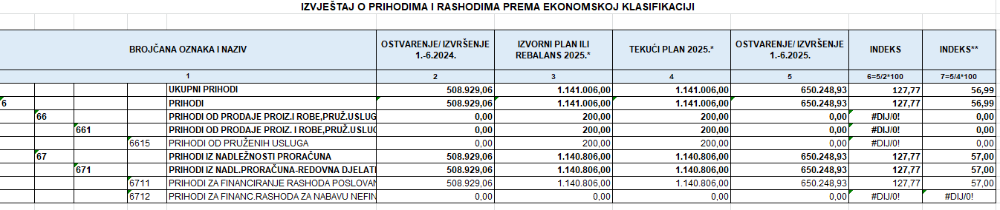 IZVJEŠTAJ O PRIHODIMA I RASHODIMA PREMA EKONOMSKOJ KLASIFIKACIJI
BROJČANA OZNAKA I NAZIV
OSTVARENJE/ IZVRŠENJE
1.-6.2024.
IZVORNI PLAN ILI
REBALANS 2025.*
TEKUĆI PLAN 2025.*
OSTVARENJE/ IZVRŠENJE
1.-6.2025.
INDEKS
INDEKS**
1 2 3 4 5 6=5/2*100 7=5/4*100
UKUPNI PRIHODI 508.929,06 1.141.006,00 1.141.006,00 650.248,93 127,77 56,99
6 PRIHODI 508.929,06 1.141.006,00 1.141.006,00 650.248,93 127,77 56,99
66 PRIHODI OD PRODAJE PROIZ.I ROBE,PRUŽ.USLUG 0,00 200,00 200,00 0,00 #DIJ/0! 0,00
661 PRIHODI OD PRODAJE PROIZ. I ROBE,PRUŽ.USLUG 0,00 200,00 200,00 0,00 #DIJ/0! 0,00
6615 PRIHODI OD PRUŽENIH USLUGA 0,00 200,00 200,00 0,00 #DIJ/0! 0,00
67 PRIHODI IZ NADLEŽNOSTI PRORAČUNA 508.929,06 1.140.806,00 1.140.806,00 650.248,93 127,77 57,00
671 PRIHODI IZ NADL.PRORAČUNA-REDOVNA DJELATI 508.929,06 1.140.806,00 1.140.806,00 650.248,93 127,77 57,00
6711 PRIHODI ZA FINANCIRANJE RASHODA POSLOVAN 508.929,06 1.140.806,00 1.140.806,00 650.248,93 127,77 57,00
6712 PRIHODI ZA FINANC.RASHODA ZA NABAVU NEFIN 0,00 0,00 0,00 0,00 #DIJ/0! #DIJ/0!